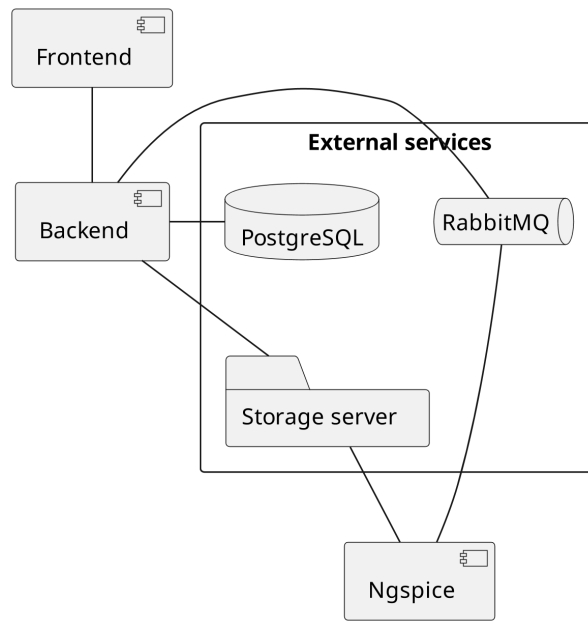 Frontend
External services
Backend
PostgreSQL
RabbitMQ
Storage server
Ngspice